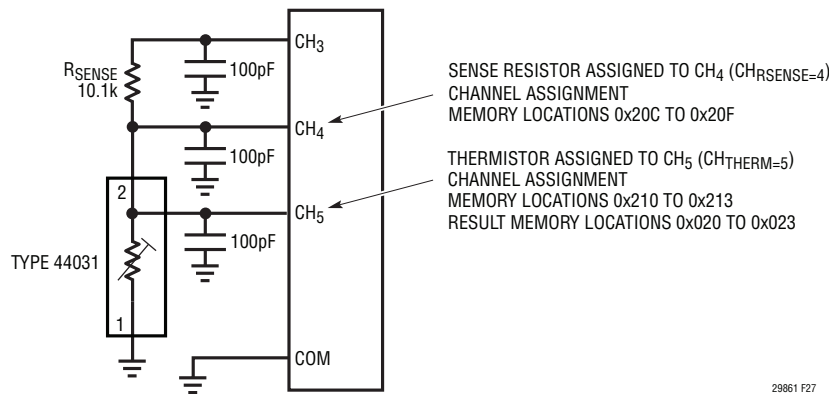 CH3
RSENSE
10.1k
100pF
CH4
100pF
2
CH5
100pF
TYPE 44031
1
COM
SENSE RESISTOR ASSIGNED TO CH4 (CHRSENSE=4)
CHANNEL ASSIGNMENT
MEMORY LOCATIONS 0x20C TO 0x20F
THERMISTOR ASSIGNED TO CH5 (CHTHERM=5)
CHANNEL ASSIGNMENT
MEMORY LOCATIONS 0x210 TO 0x213
RESULT MEMORY LOCATIONS 0x020 TO 0x023
29861 F27